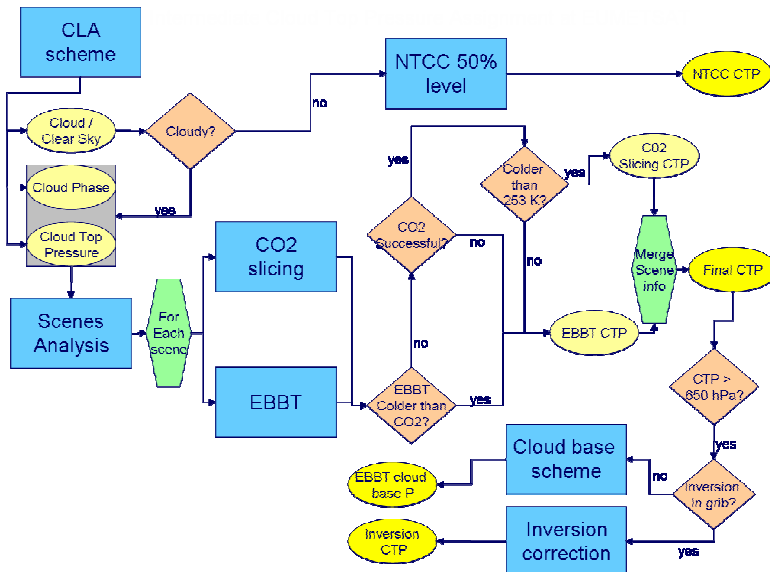 CLA
scheme
NTCC 50%
level
NTCC CTP
no
Cloud /
Clear Sky
Cloudy?
yes
Cloud Phase
Cloud Top
Pressure
Scenes
Analysis
For
Each
scene
CO2
slicing
EBBT
EBBT
Colder than
CO2?
no
yes
CO2
Successful?
yes
no
Colder
than
253 K?
yes
no
C02
Slicing CTP
EBBT CTP
Merge
Scene
info
Final CTP
CTP >
650 hPa?
yes
Inversion
In grib?
no
yes
Cloud base
scheme
EBBT cloud
base P
Inversion
correction
Inversion
CTP